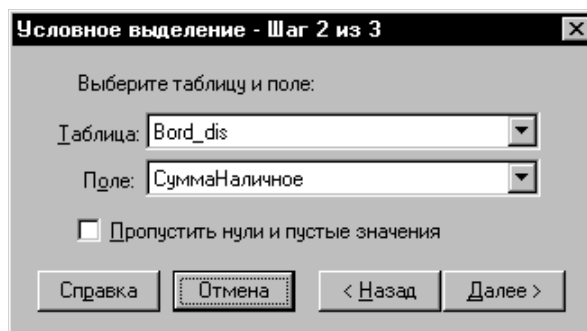 Условное выделение - Шаг 2 из 3
Выберите таблицу и поле:
Таблица: Bord_dis
Поле: СуммаНаличное
Пропустить нули и пустые значения
Справка Отмена < Назад Далее >